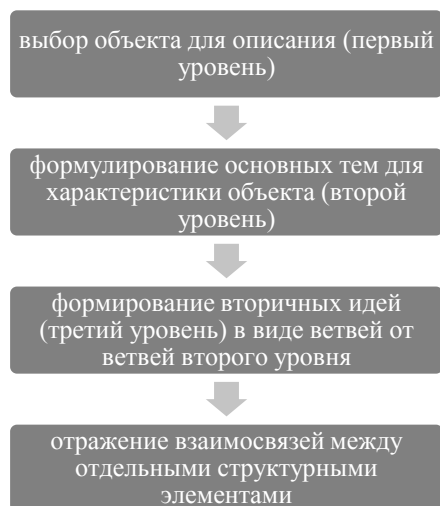 выбор объекта для описания (первый
уровень)
формулирование основных тем для
характеристики объекта (второй
уровень)
формирование вторичных идей
(третий уровень) в виде ветвей от
ветвей второго уровня
отражение взаимосвязей между
отдельными структурными
элементами